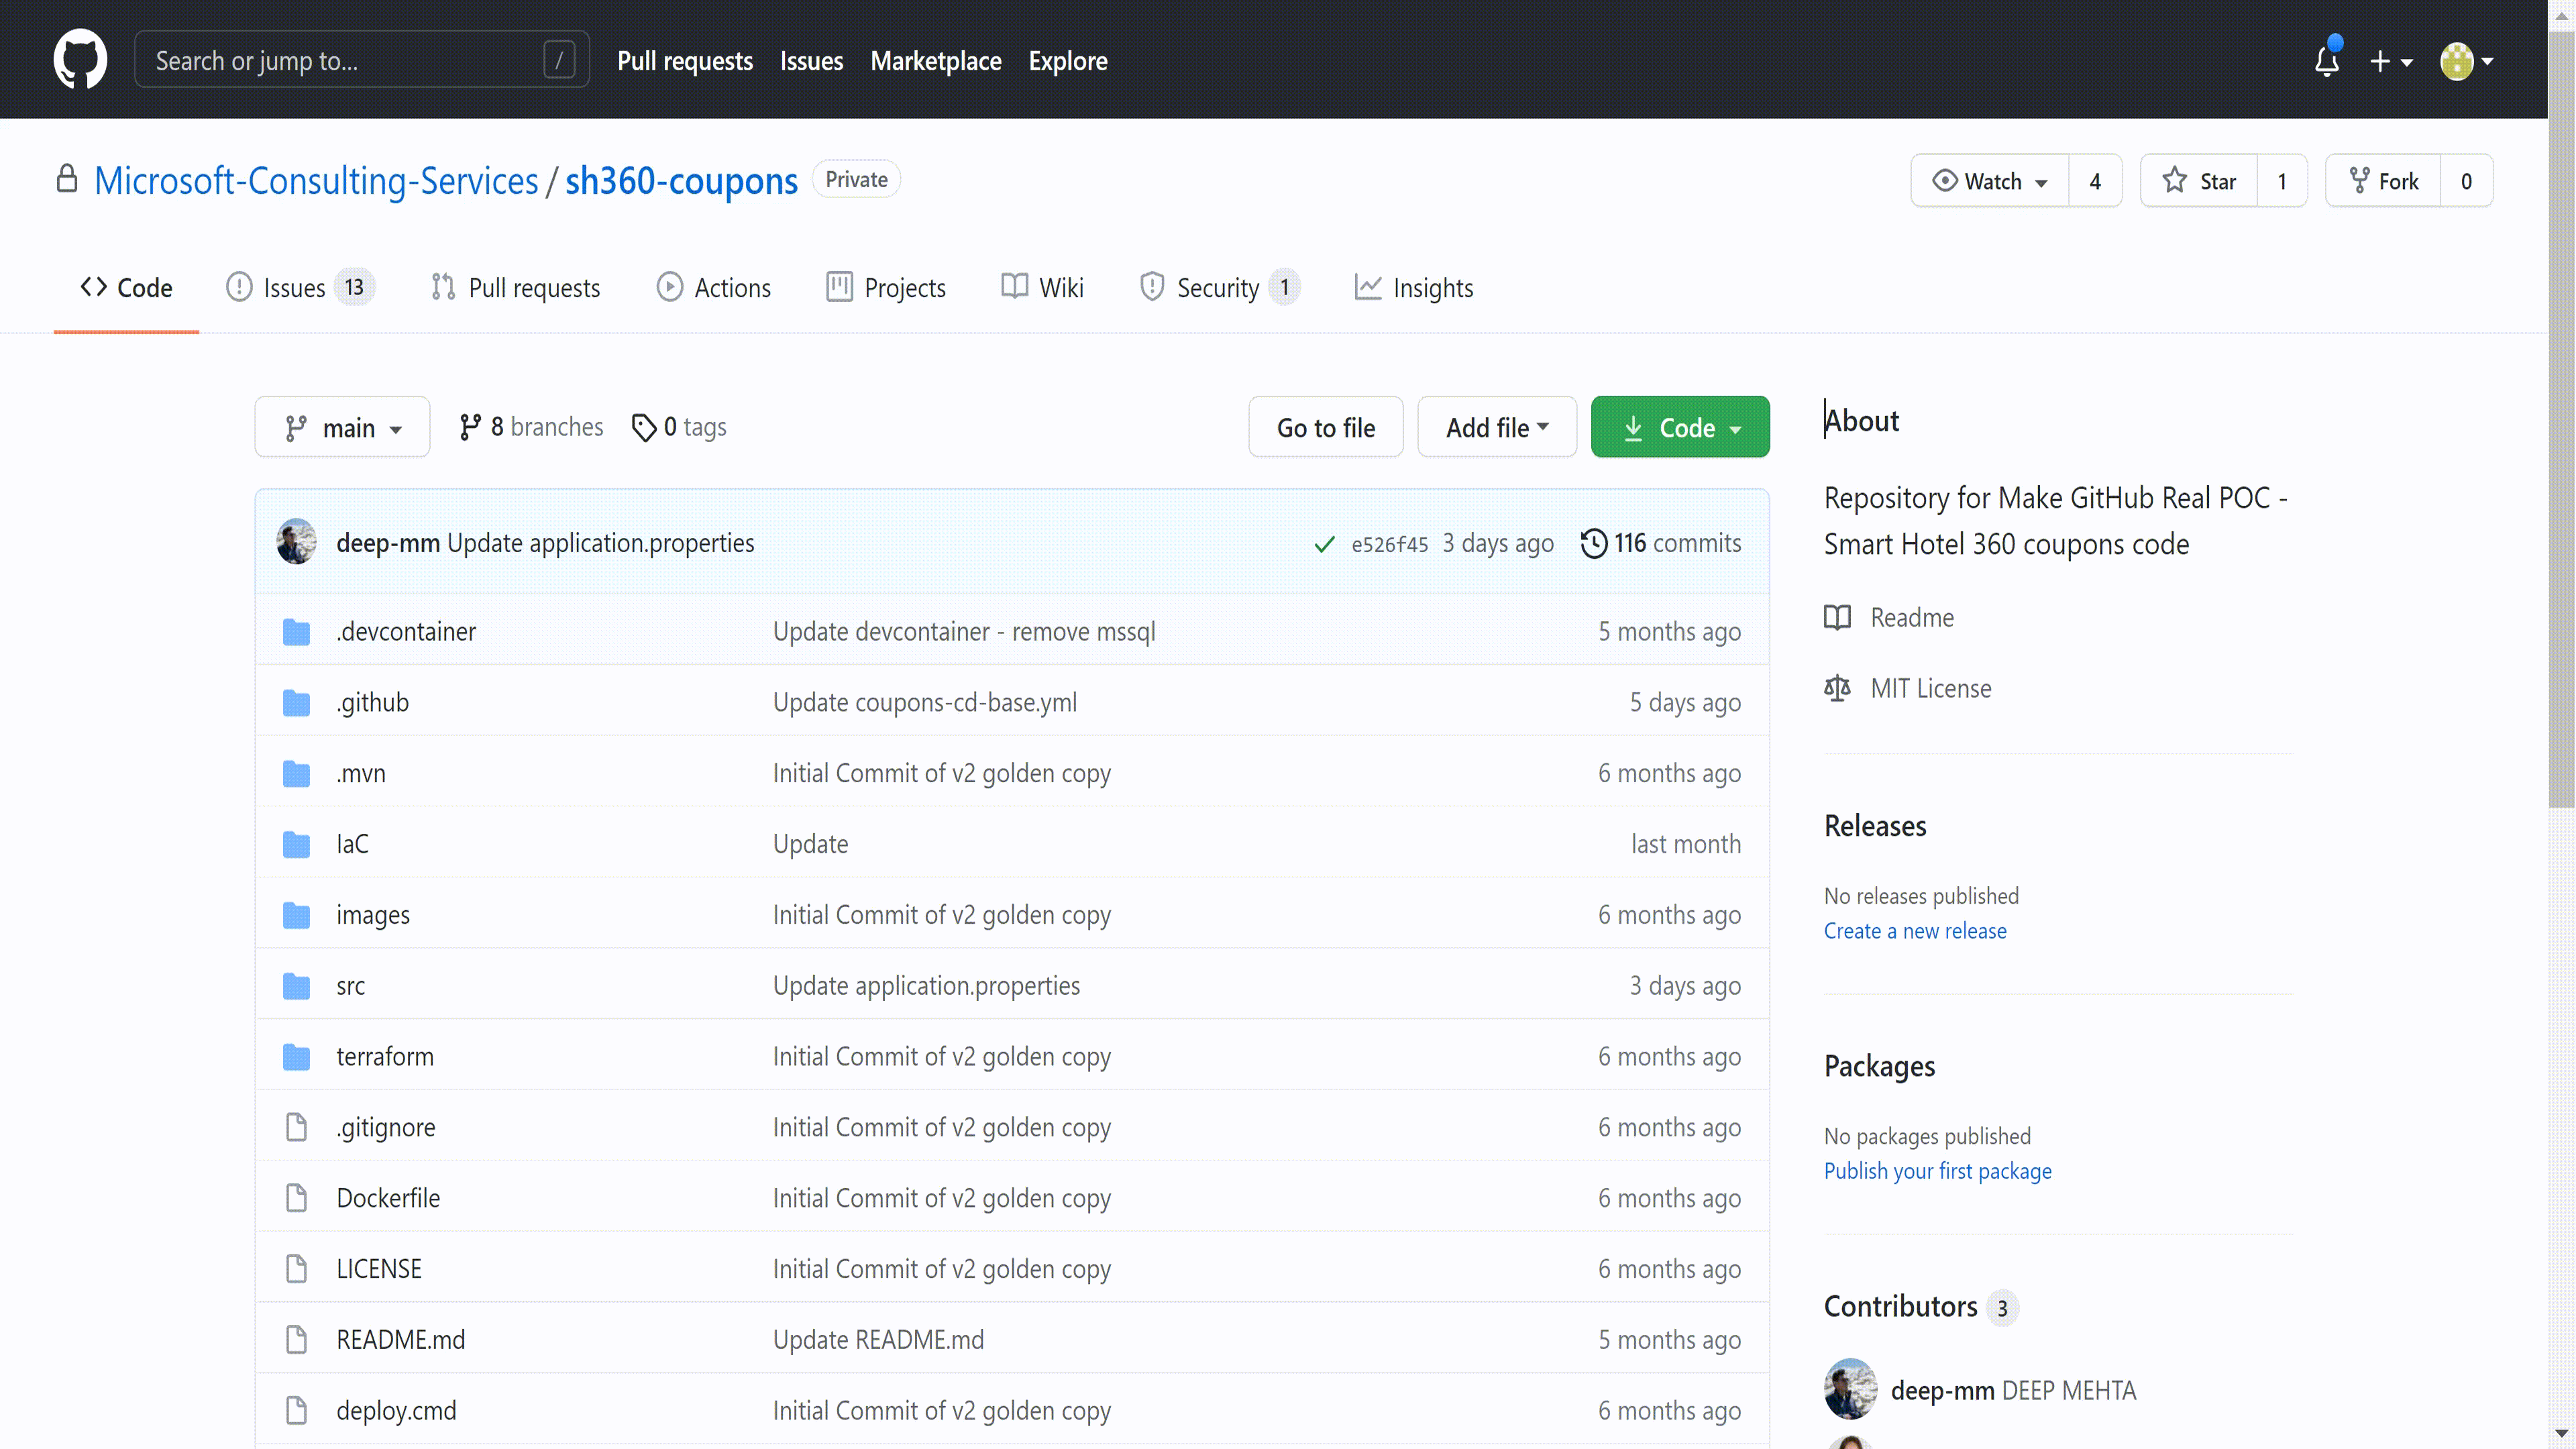 Search or jump to... /
Pull requests Issues Marketplace Explore
Microsoft-Consulting-Services / sh360-coupons Private
Watch 4 Star 1 Fork 0
Code Issues 13 Pull requests Actions Projects Wiki Security 1 Insights
main 8 branches 0 tags Go to file Add file Code
deep-mm Update application.properties e526f45 3 days ago 116 commits
.devcontainer Update devcontainer - remove mssql 5 months ago
.github Update coupons-cd-base.yml 5 days ago
.mvn Initial Commit of v2 golden copy 6 months ago
IaC Update last month
images Initial Commit of v2 golden copy 6 months ago
src Update application.properties 3 days ago
terraform Initial Commit of v2 golden copy 6 months ago
.gitignore Initial Commit of v2 golden copy 6 months ago
Dockerfile Initial Commit of v2 golden copy 6 months ago
LICENSE Initial Commit of v2 golden copy 6 months ago
README.md Update README.md 5 months ago
deploy.cmd Initial Commit of v2 golden copy 6 months ago
About
Repository for Make GitHub Real POC -
Smart Hotel 360 coupons code
Readme
MIT License
Releases
No releases published
Create a new release
Packages
No packages published
Publish your first package
Contributors 3
deep-mm DEEP MEHTA